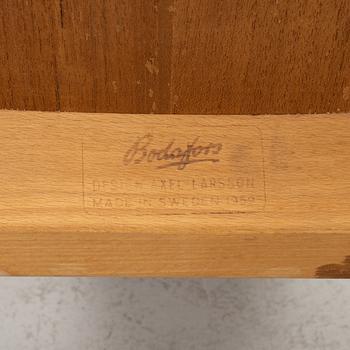 Bodafors
DESIGN AXEL LARSSON
MADE IN SWEDEN 1959